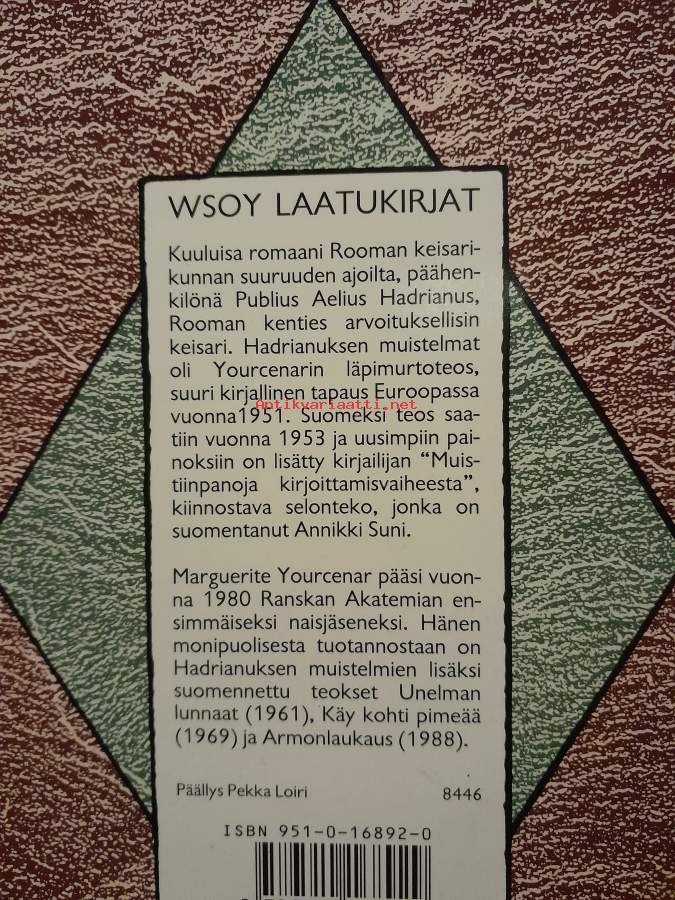 WSOY LAATUKIRJAT
Kuuluisa romaani Rooman keisari-
kunnan suuruuden ajoilta, päähen-
kilönä Publius Aelius Hadrianus,
Rooman kenties arvoituksellisin
keisari. Hadrianuksen muistelmat
oli Yourcenarin läpimurtoteos,
suuri kirjallinen tapaus Euroopassa
Antikvariaatti.net
vuonna1951. Suomeksi teos saa-
tiin vuonna 1953 ja uusimpiin pai-
noksiin on lisätty kirjailijan “Muis-
tiinpanoja kirjoittamisvaiheesta”,
kiinnostava selonteko, jonka on
suomentanut Annikki Suni.
Marguerite Yourcenar pääsi vuon-
na 1980 Ranskan Akatemian en-
simmäiseksi naisjäseneksi. Hänen
monipuolisesta tuotannostaan on
Hadrianuksen muistelmien lisäksi
suomennettu teokset Unelman
lunnaat (1961), Käy kohti pimeää
(1969) ja Armonlaukaus (1988).
Päällys Pekka Loiri 8446
ISBN 951-0-16892-0